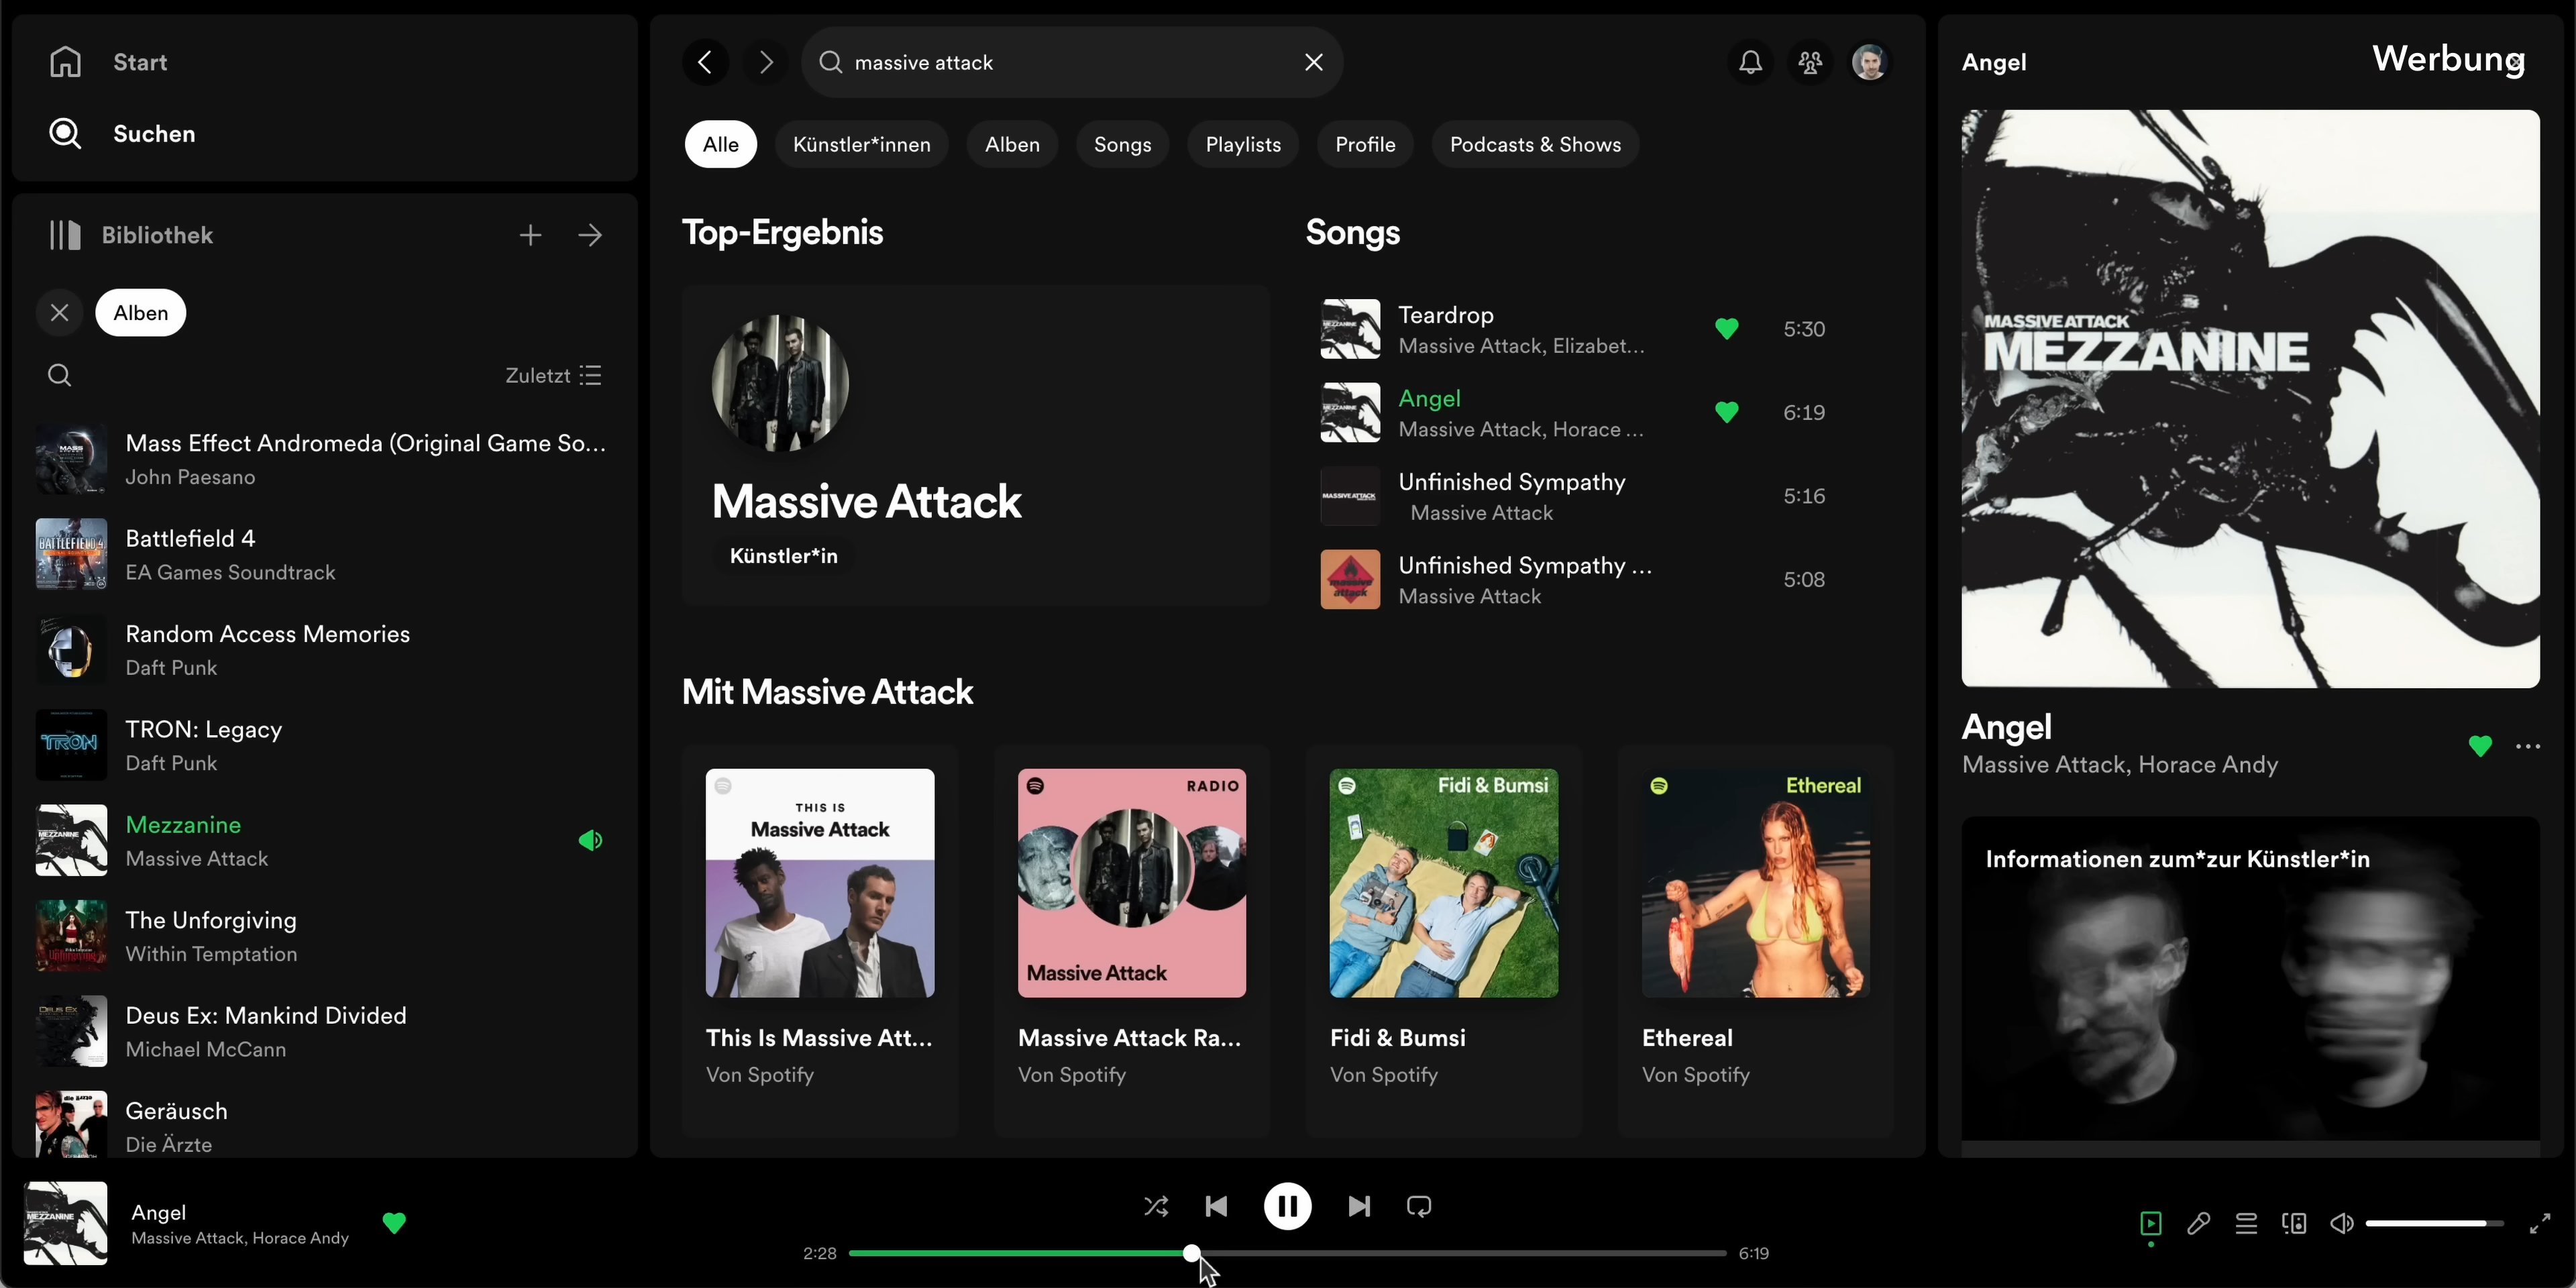 Start
Suchen
Bibliothek
Alben
Zuletzt
Mass Effect Andromeda (Original Game So...
John Paesano
Battlefield 4
EA Games Soundtrack
Random Access Memories
Daft Punk
TRON: Legacy
Daft Punk
Mezzanine
Massive Attack
The Unforgiving
Within Temptation
Deus Ex: Mankind Divided
Michael McCann
Geräusch
Die Ärzte
massive attack
Alle
Künstler*innen
Alben
Songs
Playlists
Profile
Podcasts & Shows
Top-Ergebnis
Massive Attack
Künstler*in
Songs
Teardrop
Massive Attack, Elizabet...
5:30
Angel
Massive Attack, Horace ...
6:19
MASSIVE ATTACK
Unfinished Sympathy
Massive Attack
5:16
massive
attack
Unfinished Sympathy ...
Massive Attack
5:08
Mit Massive Attack
THIS IS
Massive Attack
This Is Massive Att...
Von Spotify
RADIO
Massive Attack
Massive Attack Ra...
Von Spotify
Fidi & Bumsi
Fidi & Bumsi
Von Spotify
Ethereal
Ethereal
Von Spotify
Angel
Werbung
MASSIVE ATTACK
MEZZANINE
Angel
Massive Attack, Horace Andy
Informationen zum*zur Künstler*in
Angel
Massive Attack, Horace Andy
2:28
6:19